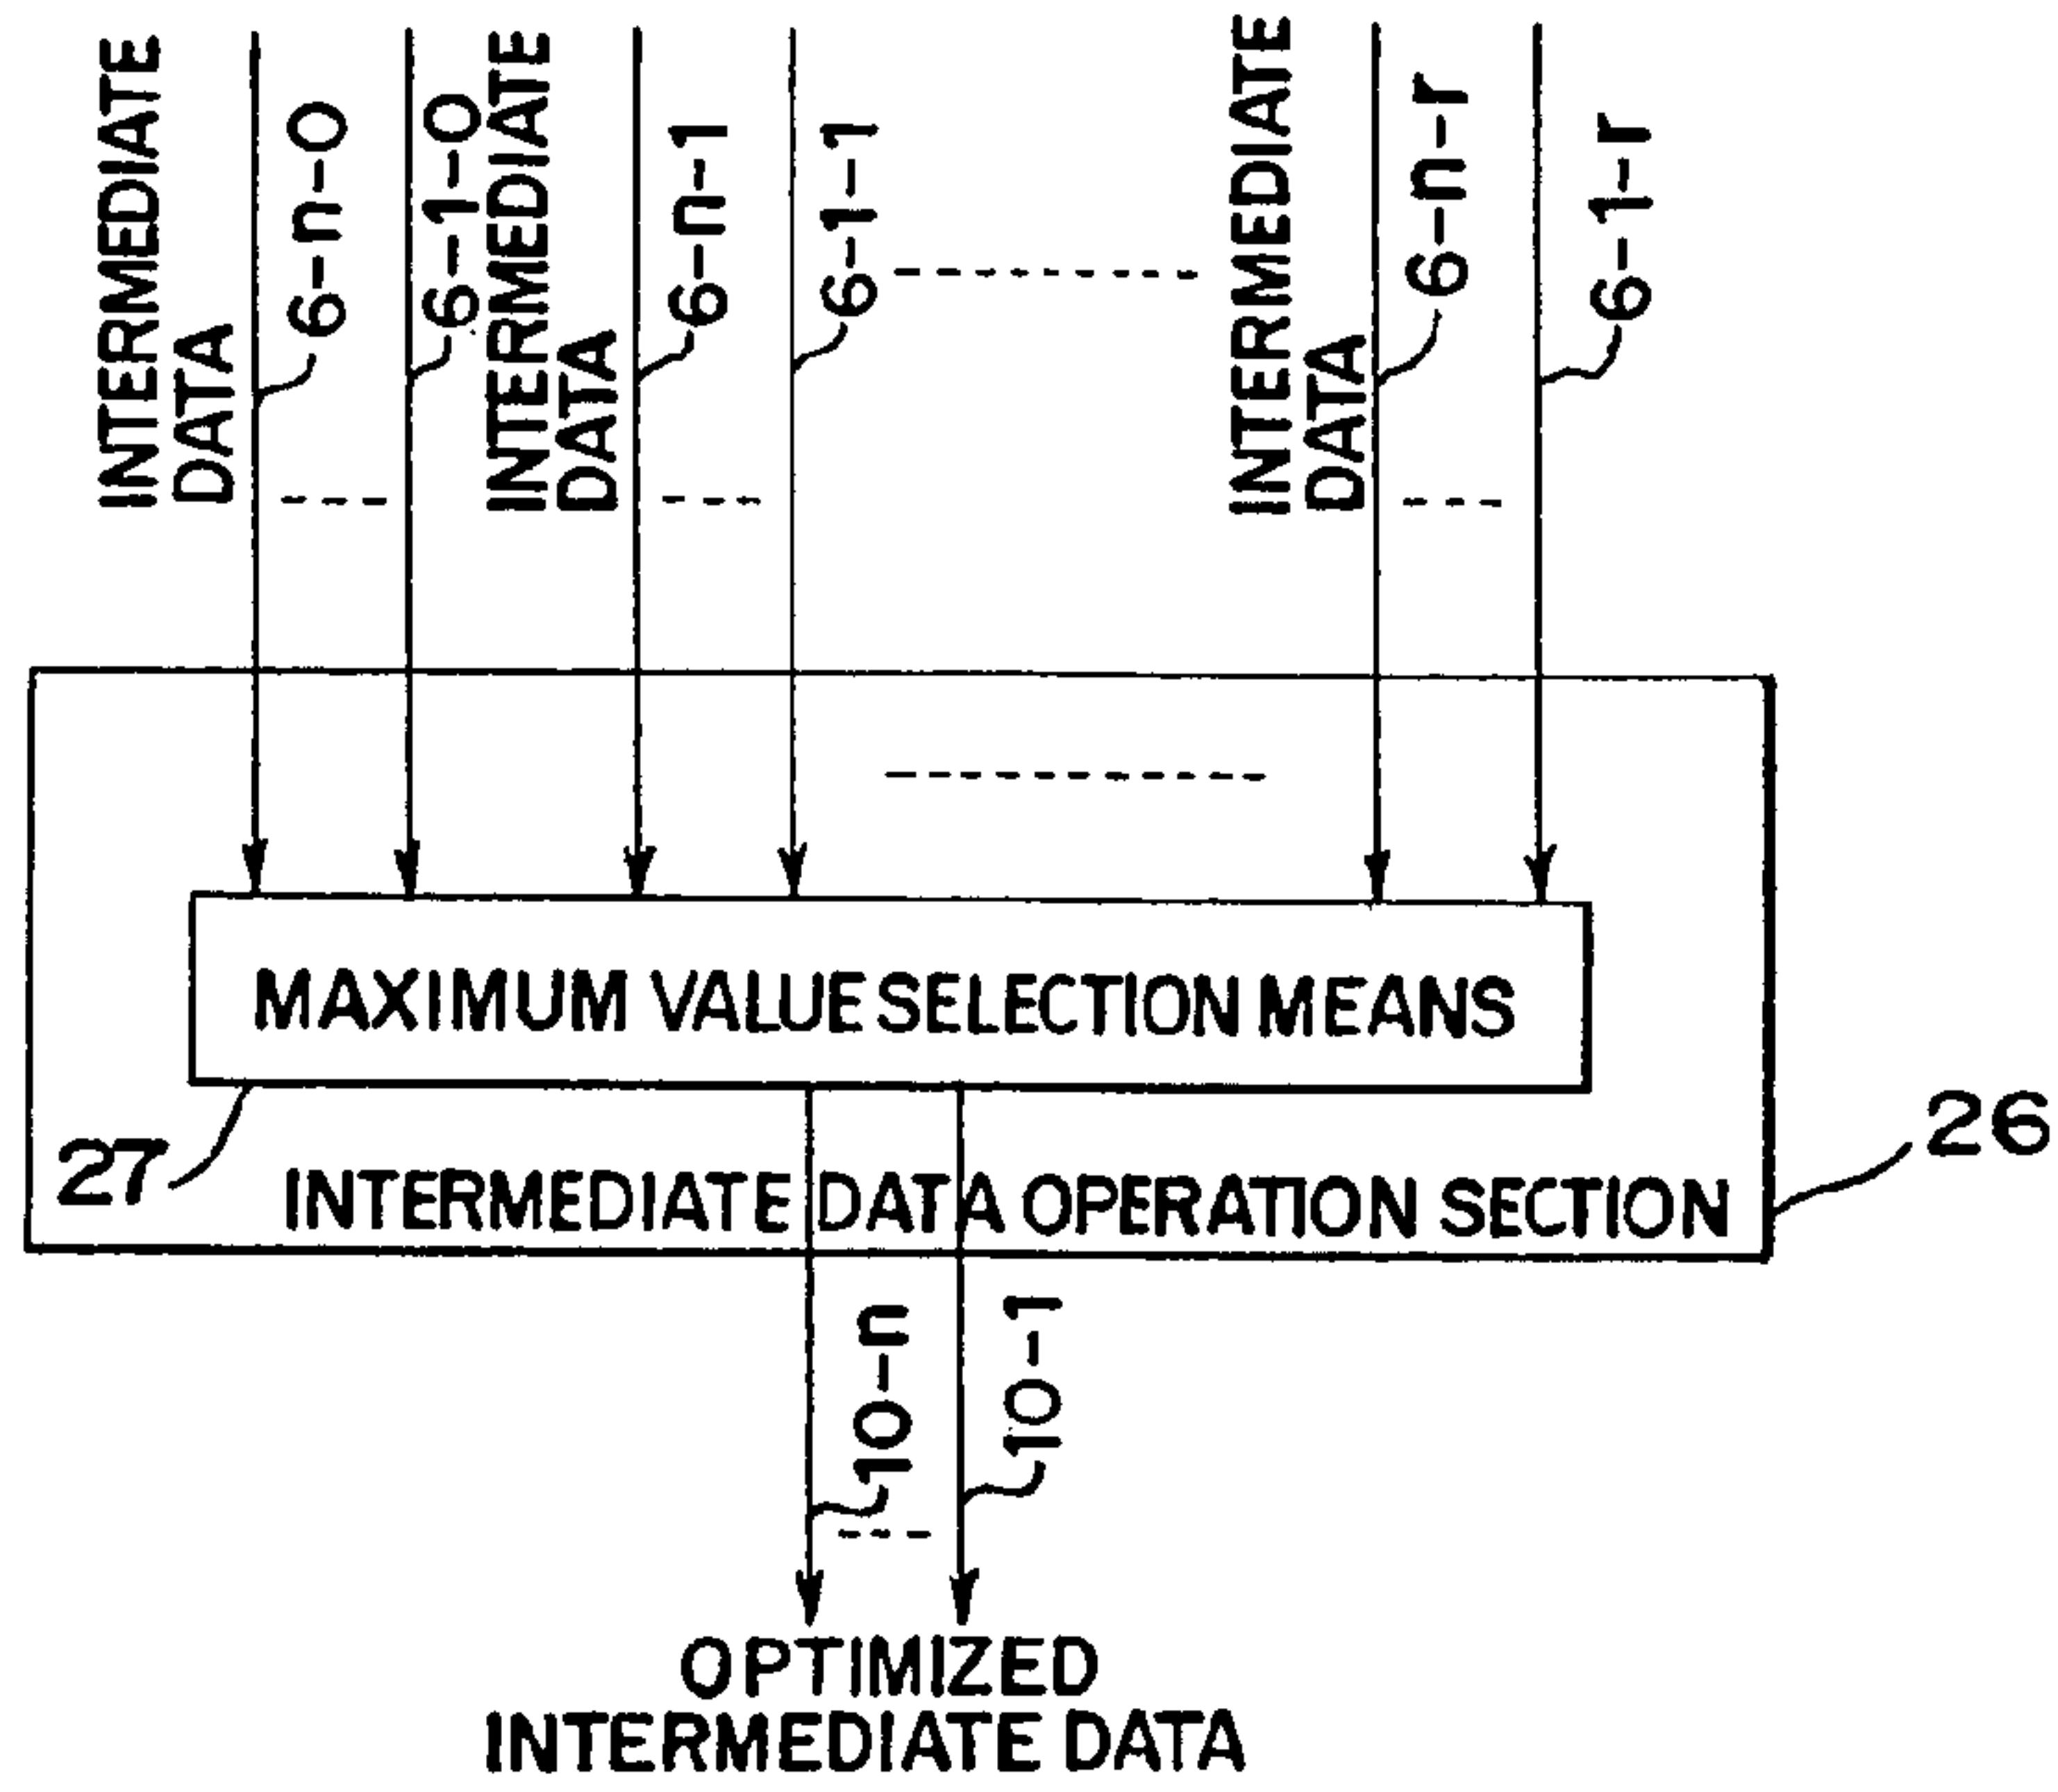 INTERMEDIATE
DATA
6-n-0
6-1-0
INTERMEDIATE
DATA
6-n-1
6-1-1
INTERMEDIATE
DATA
6-n-r
6-1-r
MAXIMUM VALUE SELECTION MEANS
27
INTERMEDIATE DATA OPERATION SECTION
26
10-n
10-1
OPTIMIZED
INTERMEDIATE DATA